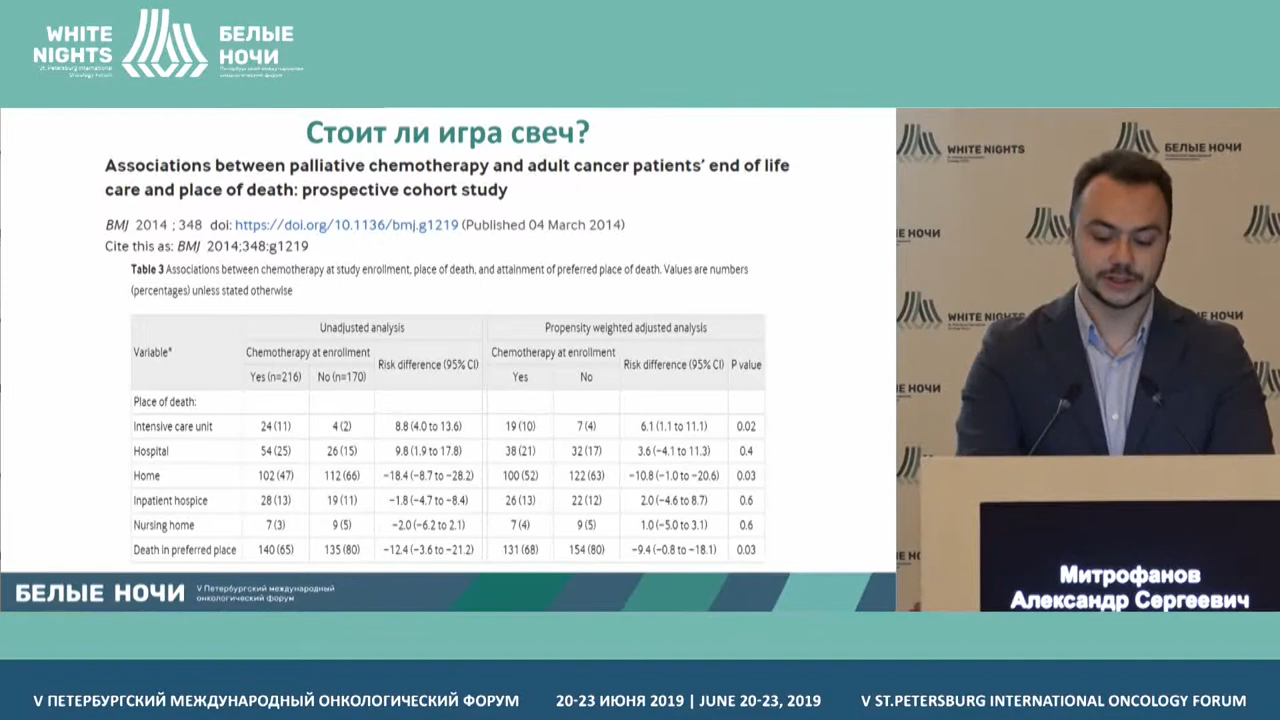 WHITE NIGHTS
St. Petersburg International Oncology Forum
БЕЛЫЕ НОЧИ
Петербургский международный онкологический форум
Стоит ли игра свеч?
Associations between palliative chemotherapy and adult cancer patients’ end of life
care and place of death: prospective cohort study
BMJ 2014 ; 348 doi: https://doi.org/10.1136/bmj.g1219 (Published 04 March 2014)
Cite this as: BMJ 2014;348:g1219
Table 3 Associations between chemotherapy at study enrollment, place of death, and attainment of preferred place of death. Values are numbers
(percentages) unless stated otherwise
Unadjusted analysis Propensity weighted adjusted analysis
Variable* Chemotherapy at enrollment Risk difference (95% CI) Chemotherapy at enrollment Risk difference (95% CI) P value
Yes (n=216) No (n=170) Yes No
Place of death:
Intensive care unit 24 (11) 4 (2) 8.8 (4.0 to 13.6) 19 (10) 7 (4) 6.1 (1.1 to 11.1) 0.02
Hospital 54 (25) 26 (15) 9.8 (1.9 to 17.8) 38 (21) 32 (17) 3.6 (−4.1 to 11.3) 0.4
Home 102 (47) 112 (66) −18.4 (−8.7 to −28.2) 100 (52) 122 (63) −10.8 (−1.0 to −20.6) 0.03
Inpatient hospice 28 (13) 19 (11) −1.8 (−4.7 to −8.4) 26 (13) 22 (12) 2.0 (−4.6 to 8.7) 0.6
Nursing home 7 (3) 9 (5) −2.0 (−6.2 to 2.1) 7 (4) 9 (5) 1.0 (−5.0 to 3.1) 0.6
Death in preferred place 140 (65) 135 (80) −12.4 (−3.6 to −21.2) 131 (68) 154 (80) −9.4 (−0.8 to −18.1) 0.03
БЕЛЫЕ НОЧИ
V Петербургский международный
онкологический форум
WHITE NIGHTS
БЕЛЫЕ НОЧИ
ЫЕ НОЧИ
WHITE NIGHTS
ЫЕ НОЧИ
ЫЕ НОЧИ
WHITE NIGHTS
Митрофанов
Александр Сергеевич
V ПЕТЕРБУРГСКИЙ МЕЖДУНАРОДНЫЙ ОНКОЛОГИЧЕСКИЙ ФОРУМ 20-23 ИЮНЯ 2019 | JUNE 20-23, 2019 V ST.PETERSBURG INTERNATIONAL ONCOLOGY FORUM